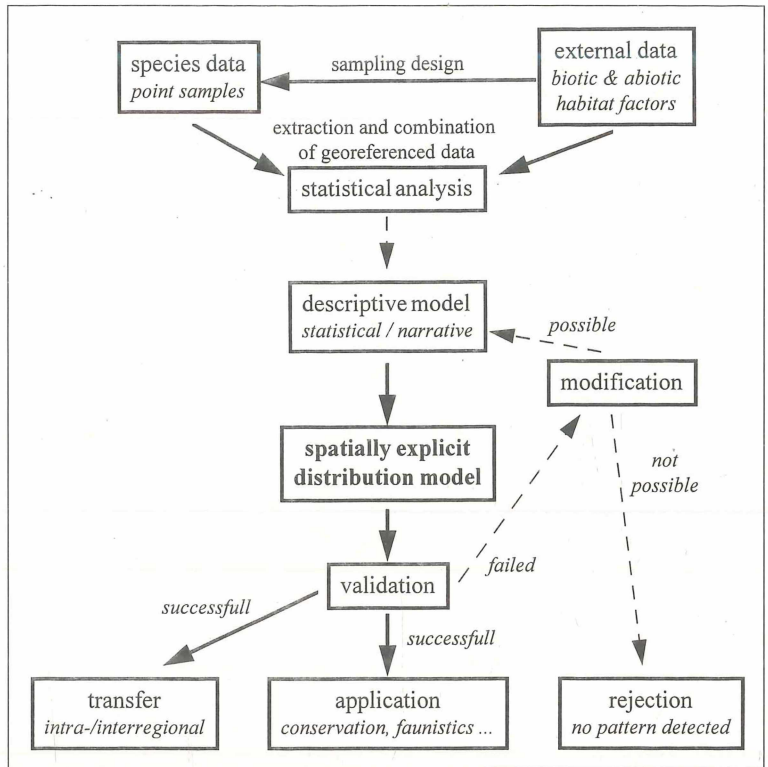 species data
point samples
sampling design
external data
biotic & abiotic
habitat factors
extraction and combination
of georeferenced data
statistical analysis
descriptive model
statistical / narrative
possible
modification
spatially explicit
distribution model
not
possible
validation
failed
successfull
successfull
transfer
intra-/interregional
application
conservation, faunistics ...
rejection
no pattern detected